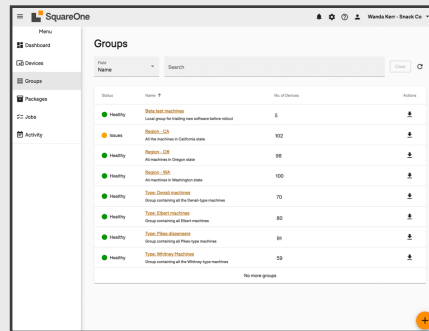 SquareOne
Wanda Kerr - Snack Co
Menu
Dashboard
Devices
Groups
Packages
Jobs
Activity
Groups
Field
Name
Search
Clear
Status Name No. of Devices Actions
Healthy Beta test machines 5
Local group for trialling new software before rollout
Issues Region - CA 102
All the machines in California state
Healthy Region - OR 98
All machines in Oregon state
Healthy Region - WA 100
All machines in Washington state
Healthy Type: Denali machines 70
Group containing all the Denali-type machines
Healthy Type: Elbert machines 80
Group containing all Elbert machines
Healthy Type: Pikes dispensers 91
Group containing all Pikes-type machines
Healthy Type: Whitney Machines 59
Group containing all the Whitney-type machines
No more groups